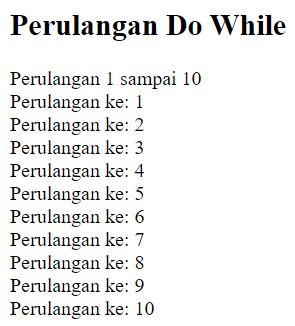 Perulangan Do While
Perulangan 1 sampai 10
Perulangan ke: 1
Perulangan ke: 2
Perulangan ke: 3
Perulangan ke: 4
Perulangan ke: 5
Perulangan ke: 6
Perulangan ke: 7
Perulangan ke: 8
Perulangan ke: 9
Perulangan ke: 10